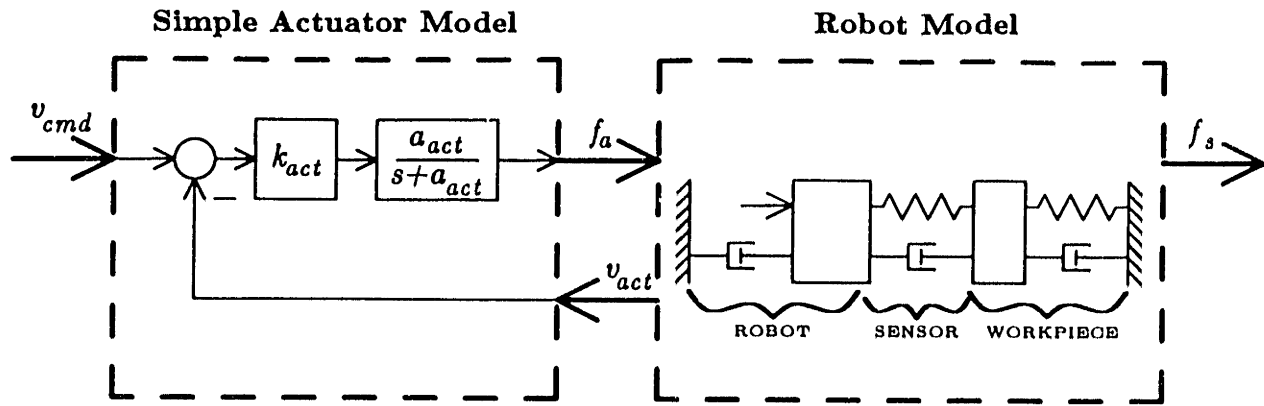 Simple Actuator Model
Robot Model
v_cmd
k_act
a_act
s+a_act
f_a
f_s
−
v_act
ROBOT
SENSOR
WORKPIECE